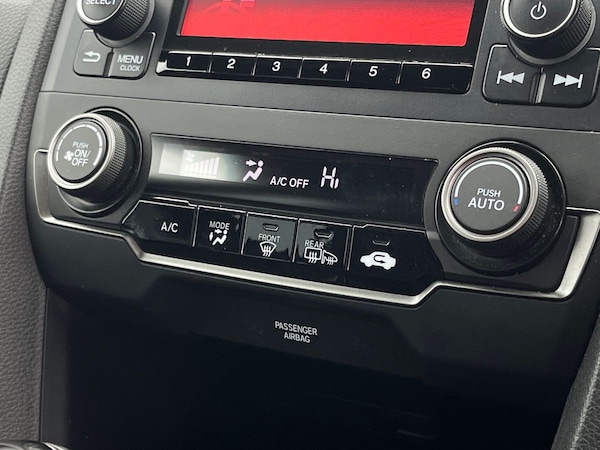 SELECT
MENU
CLOCK
1 2 3 4 5 6
PUSH
ON/
OFF
A/C OFF Hi
PUSH
AUTO
A/C
MODE
FRONT
REAR
PASSENGER
AIRBAG